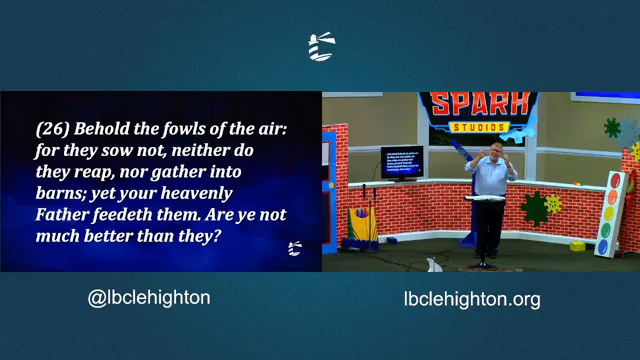 (26) Behold the fowls of the air:
for they sow not, neither do
they reap, nor gather into
barns; yet your heavenly
Father feedeth them. Are ye not
much better than they?
SPARK
STUDIOS
@lbclehighton
lbclehighton.org